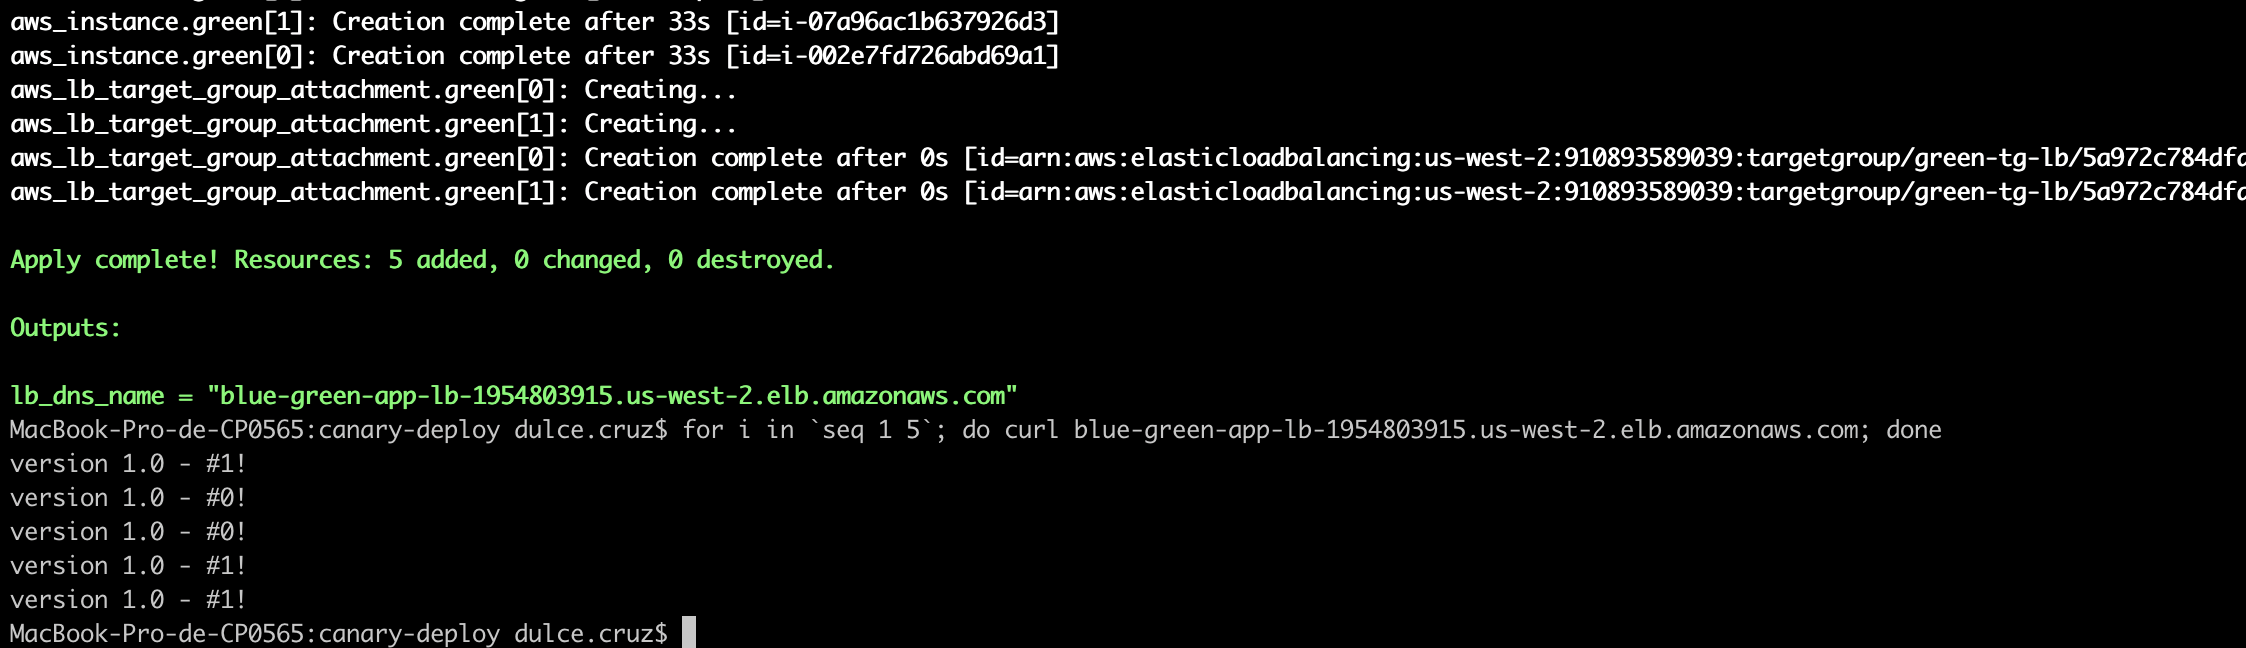 aws_instance.green[1]: Creation complete after 33s [id=i-07a96ac1b637926d3]
aws_instance.green[0]: Creation complete after 33s [id=i-002e7fd726abd69a1]
aws_lb_target_group_attachment.green[0]: Creating...
aws_lb_target_group_attachment.green[1]: Creating...
aws_lb_target_group_attachment.green[0]: Creation complete after 0s [id=arn:aws:elasticloadbalancing:us-west-2:910893589039:targetgroup/green-tg-lb/5a972c784dfd
aws_lb_target_group_attachment.green[1]: Creation complete after 0s [id=arn:aws:elasticloadbalancing:us-west-2:910893589039:targetgroup/green-tg-lb/5a972c784dfd
Apply complete! Resources: 5 added, 0 changed, 0 destroyed.
Outputs:
lb_dns_name = "blue-green-app-lb-1954803915.us-west-2.elb.amazonaws.com"
MacBook-Pro-de-CP0565:canary-deploy dulce.cruz$ for i in `seq 1 5`; do curl blue-green-app-lb-1954803915.us-west-2.elb.amazonaws.com; done
version 1.0 - #1!
version 1.0 - #0!
version 1.0 - #0!
version 1.0 - #1!
version 1.0 - #1!
MacBook-Pro-de-CP0565:canary-deploy dulce.cruz$